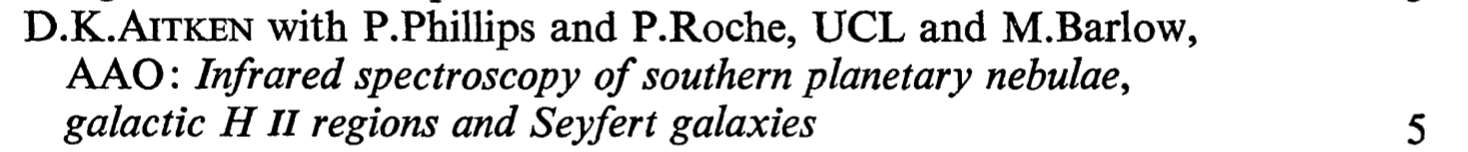 D.K.AITKEN with P.Phillips and P.Roche, UCL and M.Barlow,
AAO: Infrared spectroscopy of southern planetary nebulae,
galactic H II regions and Seyfert galaxies 5